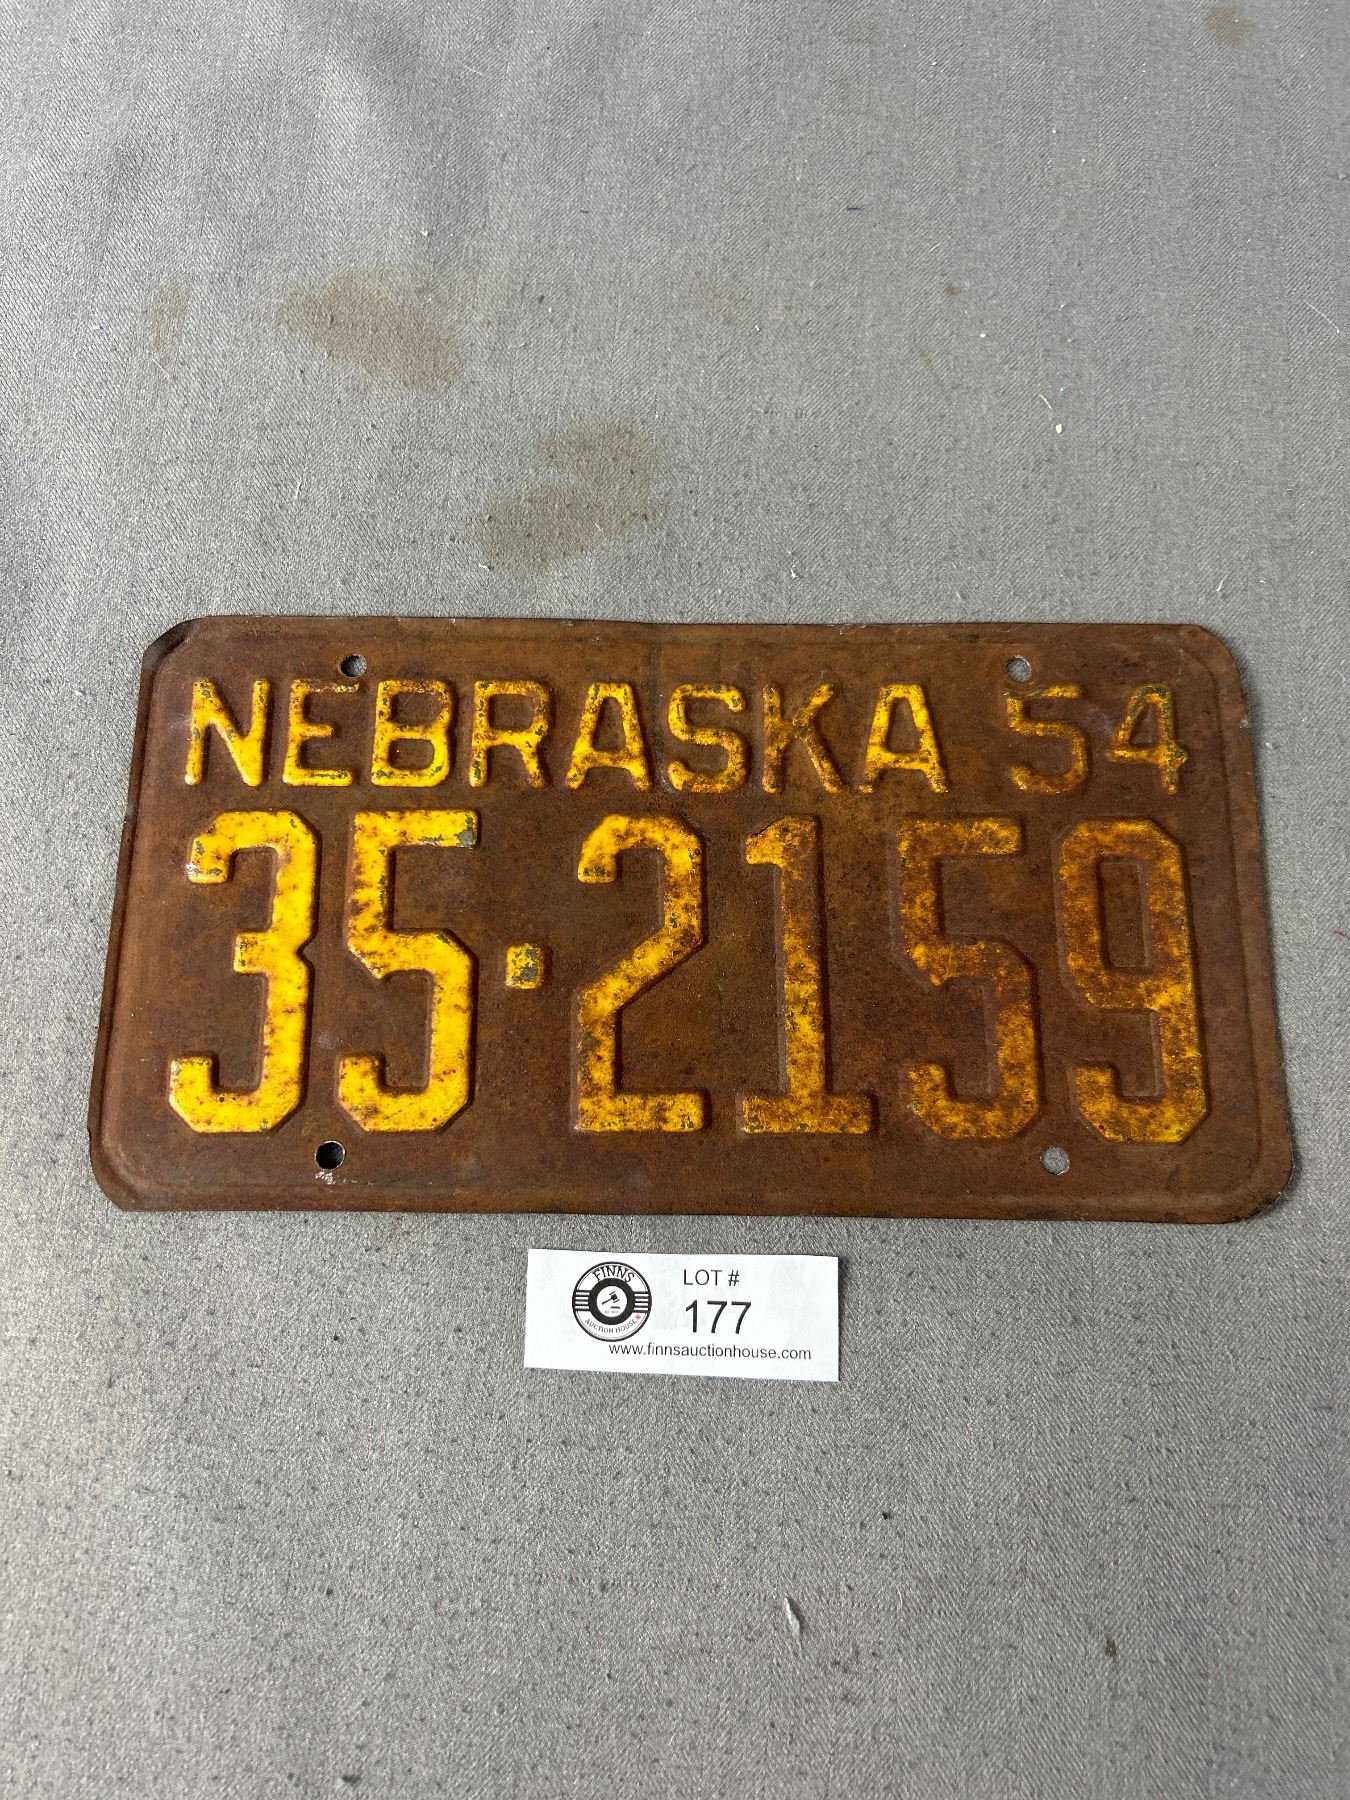 NEBRASKA 54
35·2159
FINNS
AUCTION HOUSE
LOT #
177
www.finnsauctionhouse.com